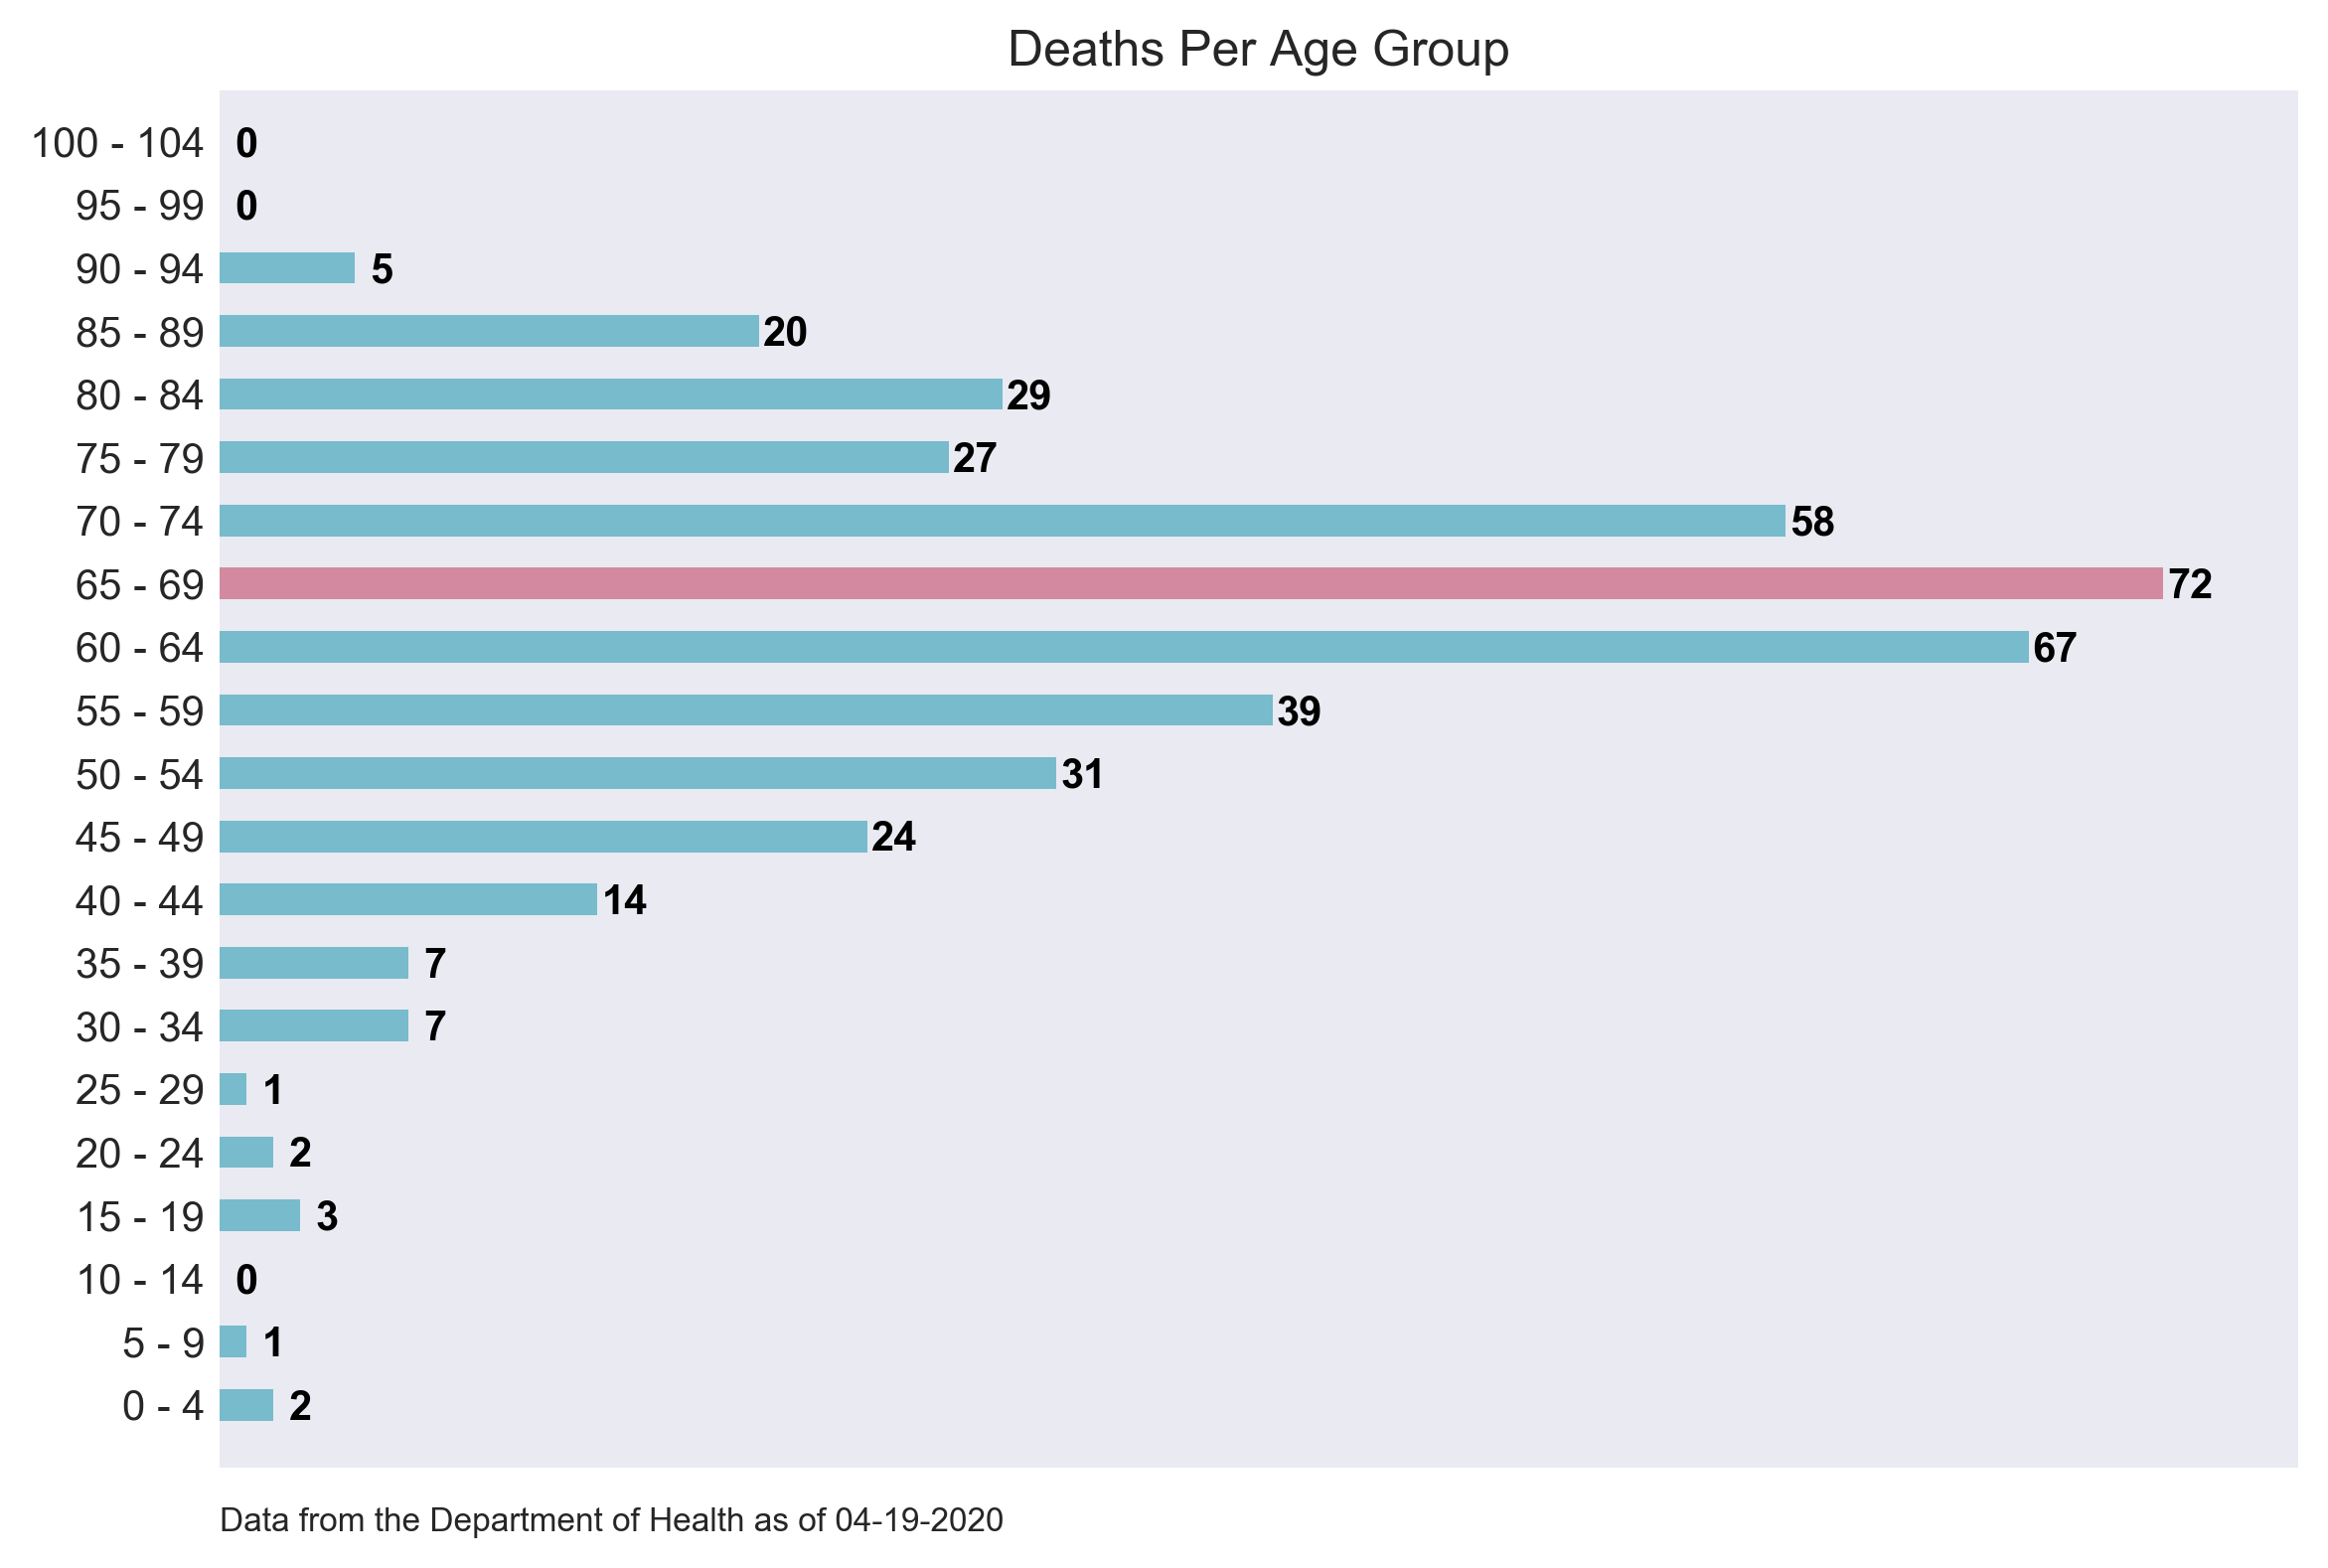 Deaths Per Age Group
100 - 104 0
95 - 99 0
90 - 94 5
85 - 89 20
80 - 84 29
75 - 79 27
70 - 74 58
65 - 69 72
60 - 64 67
55 - 59 39
50 - 54 31
45 - 49 24
40 - 44 14
35 - 39 7
30 - 34 7
25 - 29 1
20 - 24 2
15 - 19 3
10 - 14 0
5 - 9 1
0 - 4 2
Data from the Department of Health as of 04-19-2020